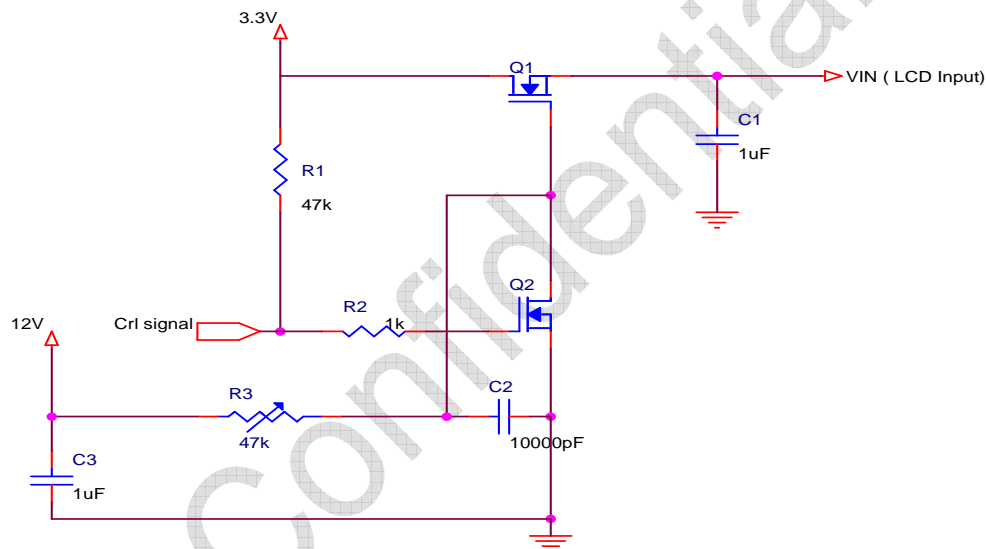 3.3V
Q1
VIN ( LCD Input)
C1
1uF
R1
47k
Q2
R2
1k
12V
Crl signal
R3
47k
C2
10000pF
C3
1uF
Confidential